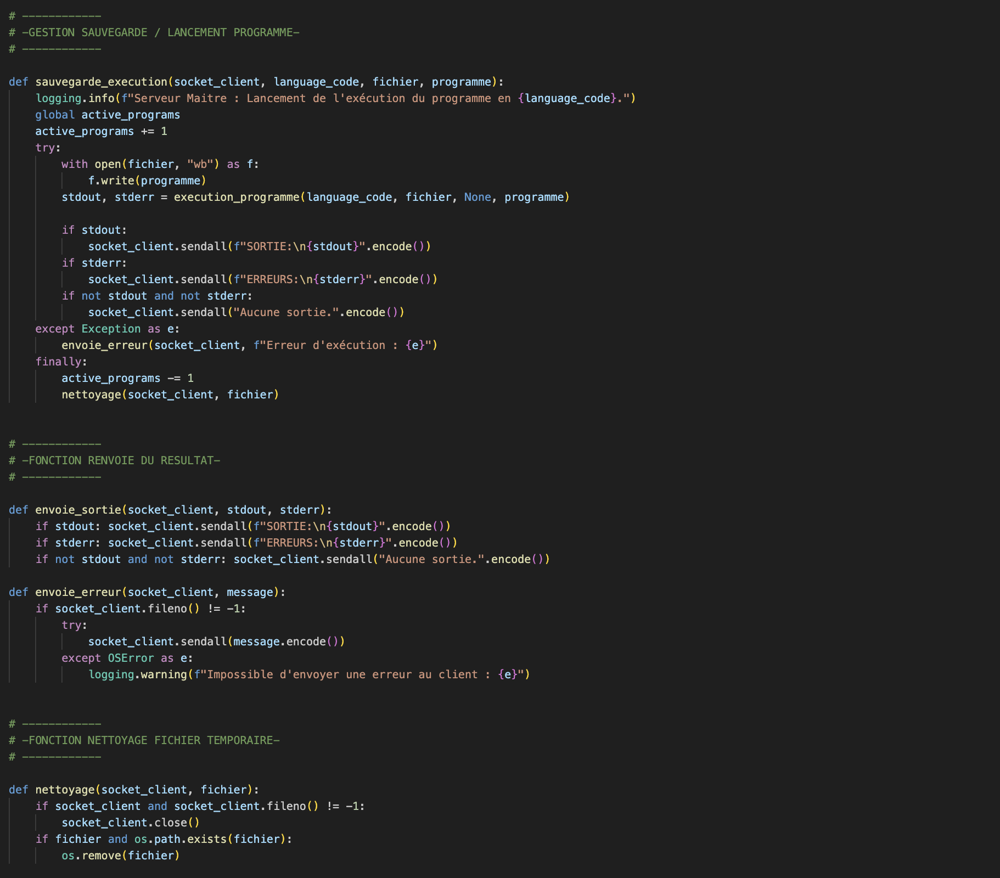 # ------------
# -GESTION SAUVEGARDE / LANCEMENT PROGRAMME-
# ------------

def sauvegarde_execution(socket_client, language_code, fichier, programme):
    logging.info(f"Serveur Maitre : Lancement de l'exécution du programme en {language_code}.")
    global active_programs
    active_programs += 1
    try:
        with open(fichier, "wb") as f:
            f.write(programme)
        stdout, stderr = execution_programme(language_code, fichier, None, programme)

        if stdout:
            socket_client.sendall(f"SORTIE:\n{stdout}".encode())
        if stderr:
            socket_client.sendall(f"ERREURS:\n{stderr}".encode())
        if not stdout and not stderr:
            socket_client.sendall("Aucune sortie.".encode())
    except Exception as e:
        envoie_erreur(socket_client, f"Erreur d'exécution : {e}")
    finally:
        active_programs -= 1
        nettoyage(socket_client, fichier)


# ------------
# -FONCTION RENVOIE DU RESULTAT-
# ------------

def envoie_sortie(socket_client, stdout, stderr):
    if stdout: socket_client.sendall(f"SORTIE:\n{stdout}".encode())
    if stderr: socket_client.sendall(f"ERREURS:\n{stderr}".encode())
    if not stdout and not stderr: socket_client.sendall("Aucune sortie.".encode())

def envoie_erreur(socket_client, message):
    if socket_client.fileno() != -1:
        try:
            socket_client.sendall(message.encode())
        except OSError as e:
            logging.warning(f"Impossible d'envoyer une erreur au client : {e}")


# ------------
# -FONCTION NETTOYAGE FICHIER TEMPORAIRE-
# ------------

def nettoyage(socket_client, fichier):
    if socket_client and socket_client.fileno() != -1:
        socket_client.close()
    if fichier and os.path.exists(fichier):
        os.remove(fichier)